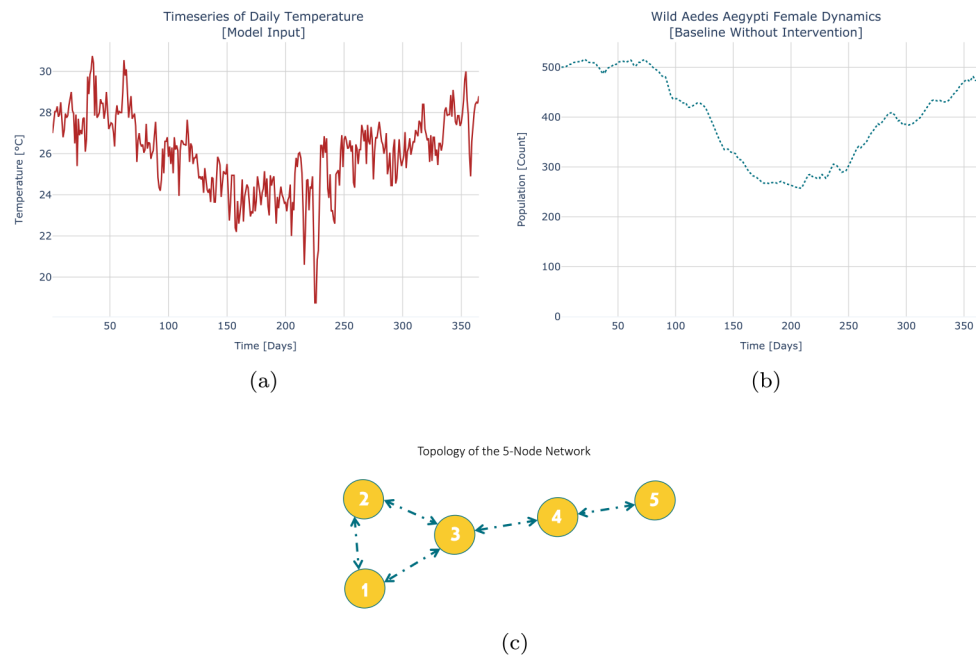 Timeseries of Daily Temperature
[Model Input]
30
28
26
24
22
20
Temperature [°C]
50
100
150
200
250
300
350
Time [Days]
(a)
Wild Aedes Aegypti Female Dynamics
[Baseline Without Intervention]
500
400
300
200
100
0
Population [Count]
50
100
150
200
250
300
350
Time [Days]
(b)
Topology of the 5-Node Network
2
5
4
3
1
(c)